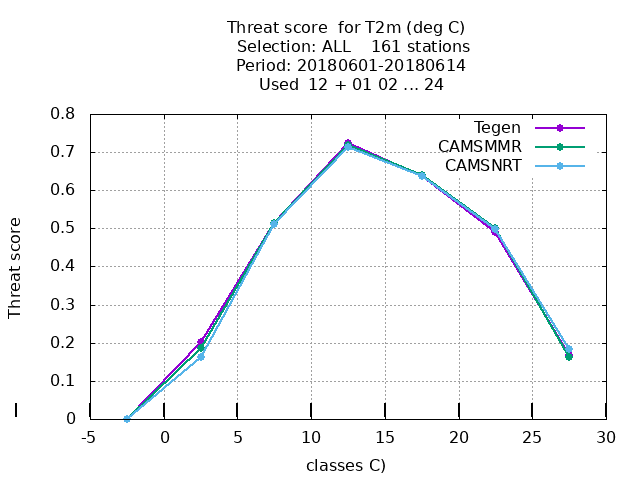 Threat score for T2m (deg C)
Selection: ALL 161 stations
Period: 20180601-20180614
Used 12 + 01 02 ... 24
Tegen
CAMSMMR
CAMSNRT
0.8
0.7
0.6
0.5
0.4
0.3
0.2
0.1
0
Threat score
-5
0
5
10
15
20
25
30
classes C)